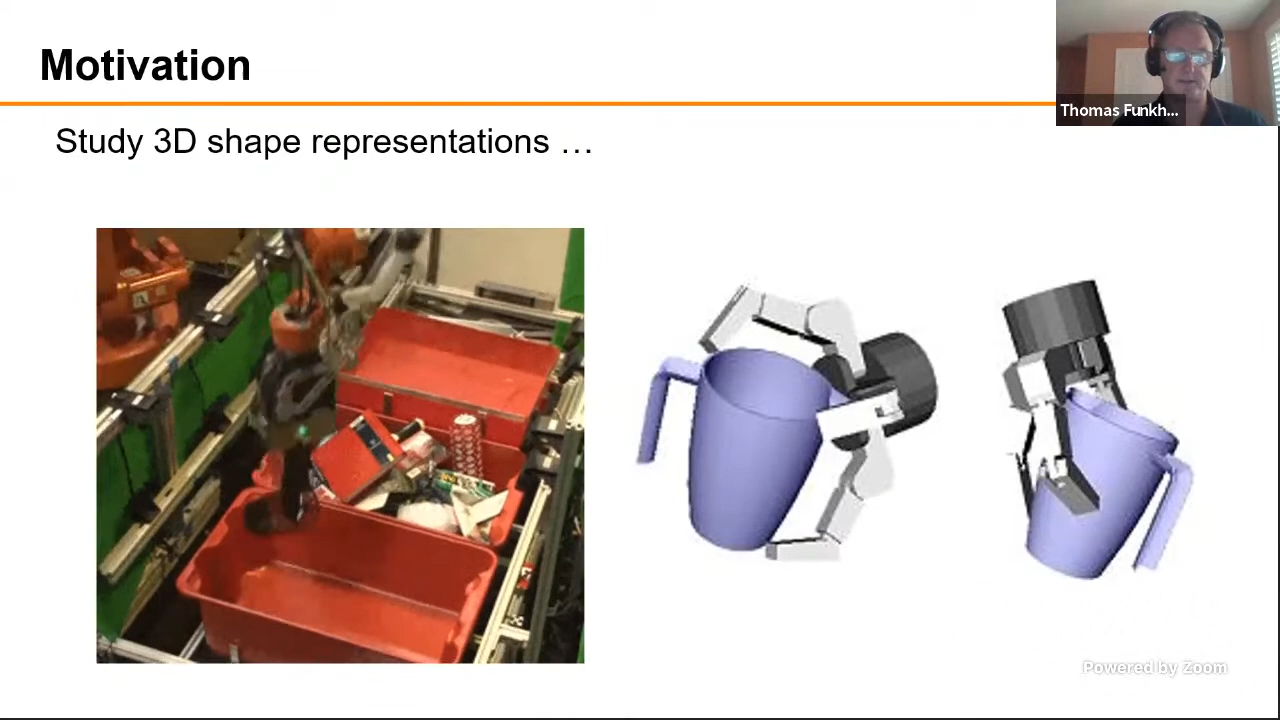 Motivation
Thomas Funkh...
Study 3D shape representations …
Powered by Zoom